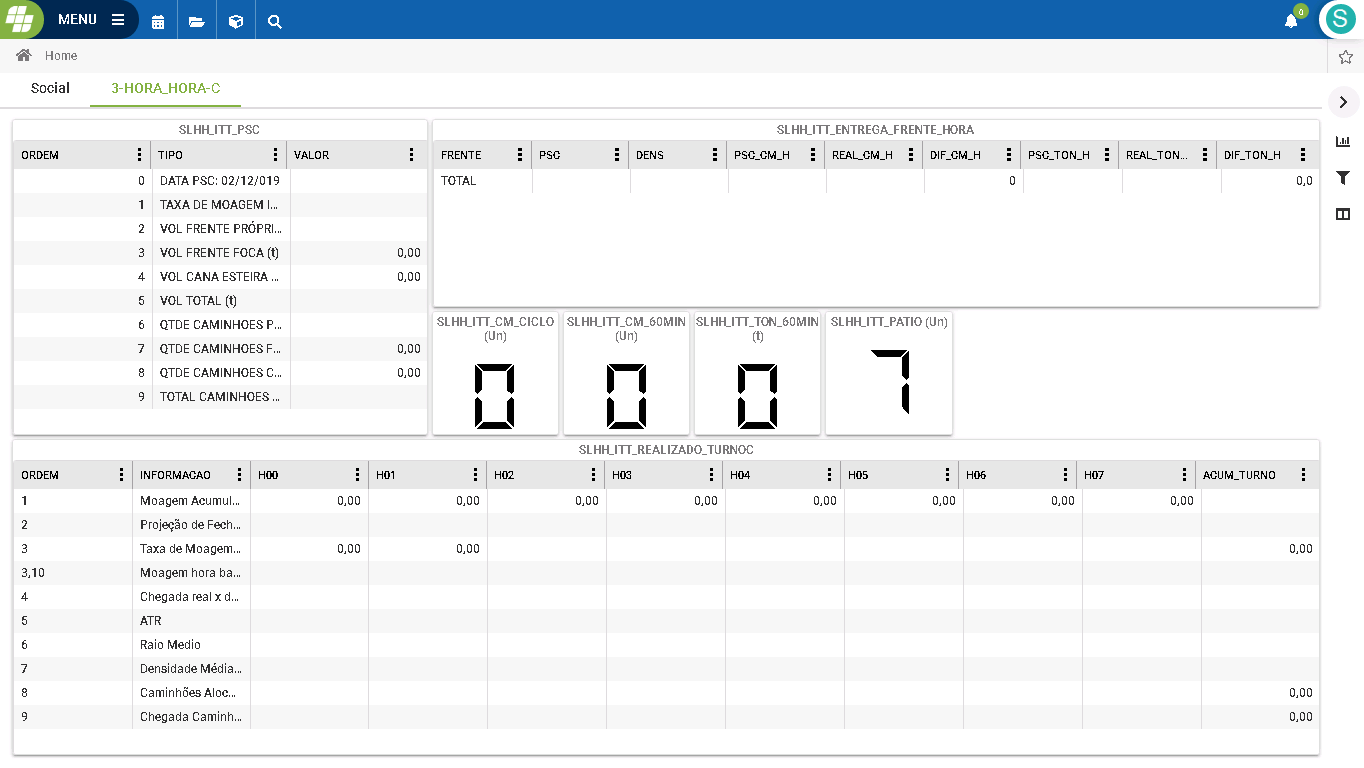 MENU
0
S
Home
Social 3-HORA_HORA-C
SLHH_ITT_PSC
ORDEM TIPO VALOR
0 DATA PSC: 02/12/019
1 TAXA DE MOAGEM I...
2 VOL FRENTE PRÓPRI...
3 VOL FRENTE FOCA (t) 0,00
4 VOL CANA ESTEIRA ... 0,00
5 VOL TOTAL (t)
6 QTDE CAMINHOES P...
7 QTDE CAMINHOES F... 0,00
8 QTDE CAMINHOES C... 0,00
9 TOTAL CAMINHOES ...
SLHH_ITT_ENTREGA_FRENTE_HORA
FRENTE PSC DENS PSC_CM_H REAL_CM_H DIF_CM_H PSC_TON_H REAL_TON... DIF_TON_H
TOTAL 0 0,0
SLHH_ITT_CM_CICLO
(Un)
0
SLHH_ITT_CM_60MIN
(Un)
0
SLHH_ITT_TON_60MIN
(t)
0
SLHH_ITT_PATIO (Un)
7
SLHH_ITT_REALIZADO_TURNOC
ORDEM INFORMACAO H00 H01 H02 H03 H04 H05 H06 H07 ACUM_TURNO
1 Moagem Acumul... 0,00 0,00 0,00 0,00 0,00 0,00 0,00 0,00
2 Projeção de Fech...
3 Taxa de Moagem... 0,00 0,00 0,00
3,10 Moagem hora ba...
4 Chegada real x d...
5 ATR
6 Raio Medio
7 Densidade Média...
8 Caminhões Aloc... 0,00
9 Chegada Caminh... 0,00